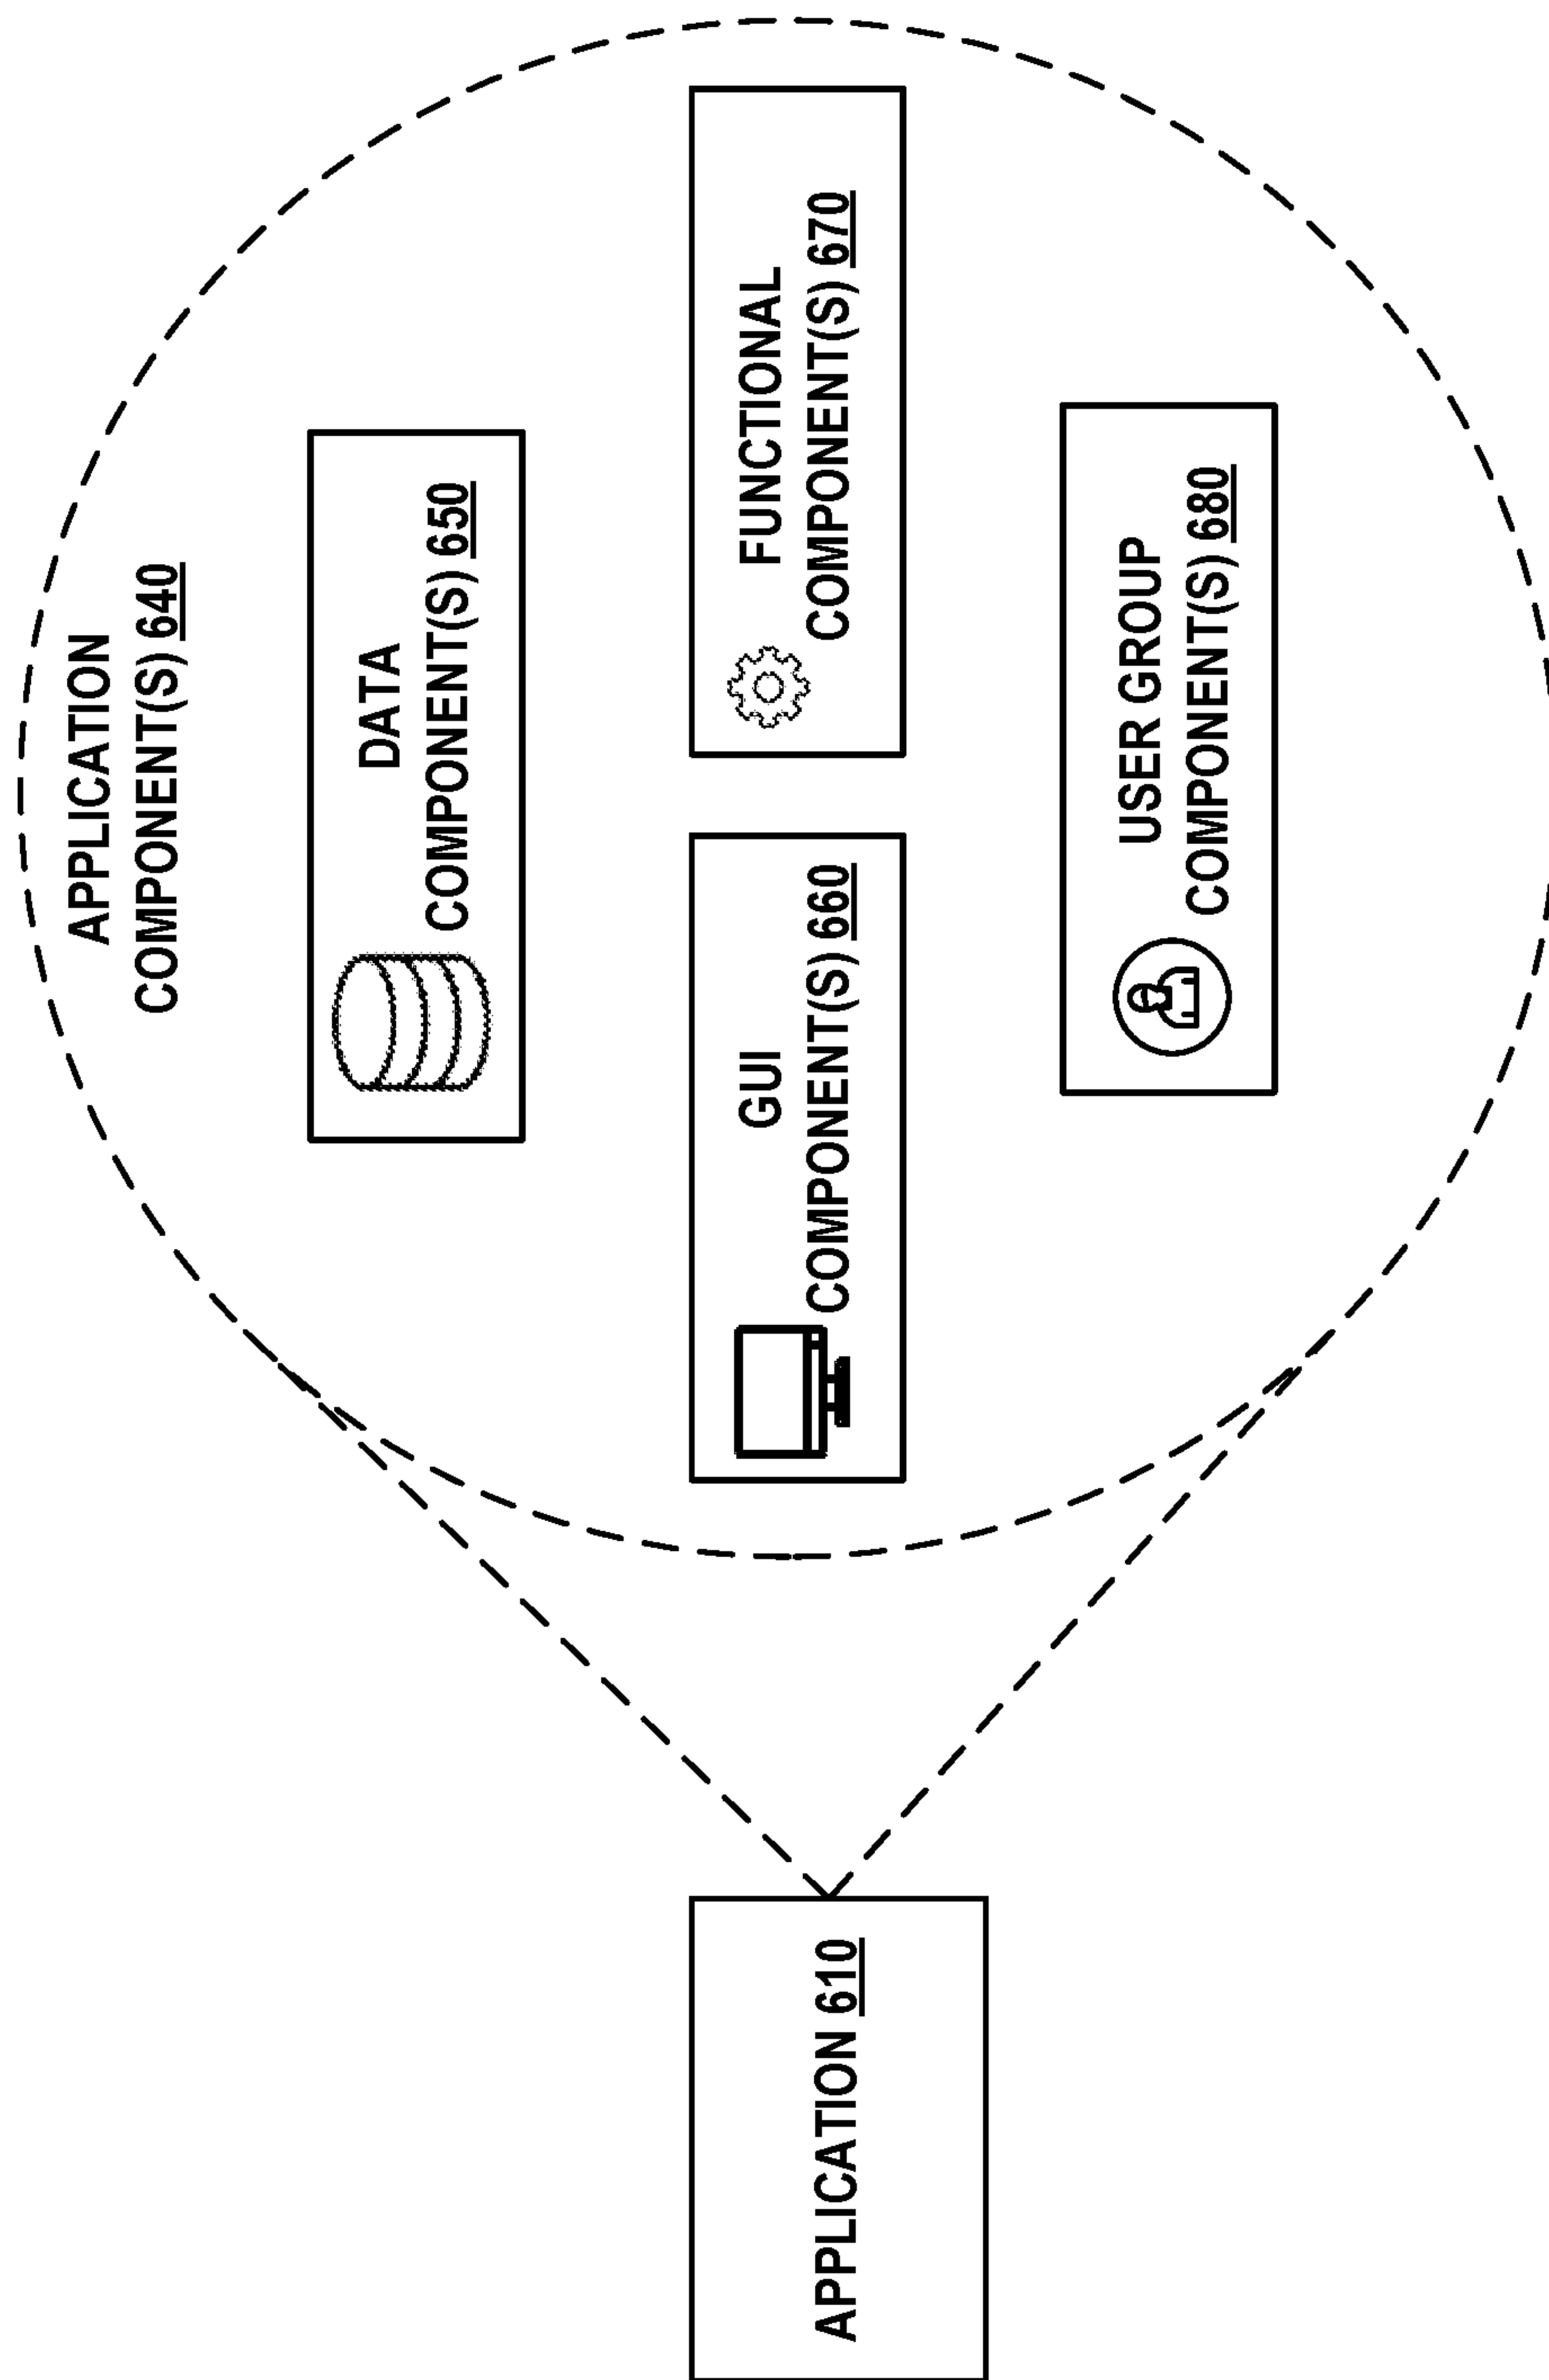 APPLICATION
COMPONENT(S) 640
DATA
COMPONENT(S) 650
GUI
COMPONENT(S) 660
FUNCTIONAL
COMPONENT(S) 670
USER GROUP
COMPONENT(S) 680
APPLICATION 610